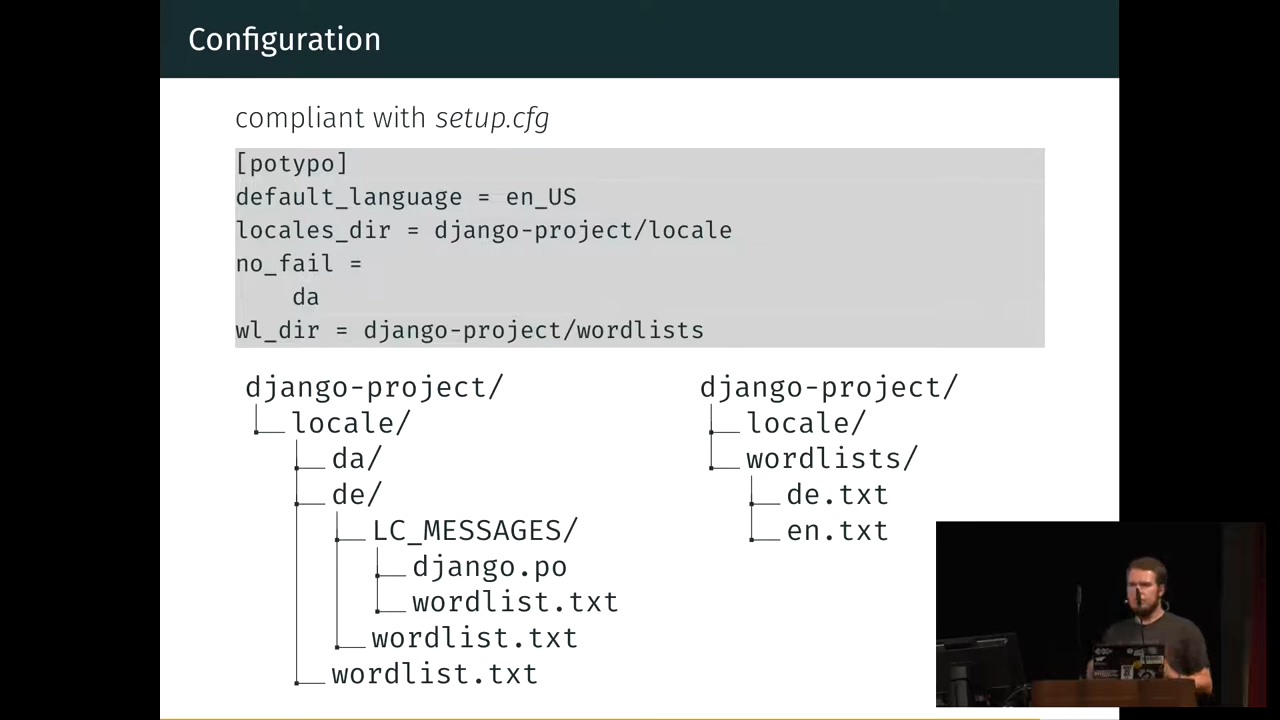 Configuration
compliant with setup.cfg
[potypo]
default_language = en_US
locales_dir = django-project/locale
no_fail =
da
wl_dir = django-project/wordlists
django-project/
locale/
da/
de/
LC_MESSAGES/
django.po
wordlist.txt
wordlist.txt
wordlist.txt
django-project/
locale/
wordlists/
de.txt
en.txt